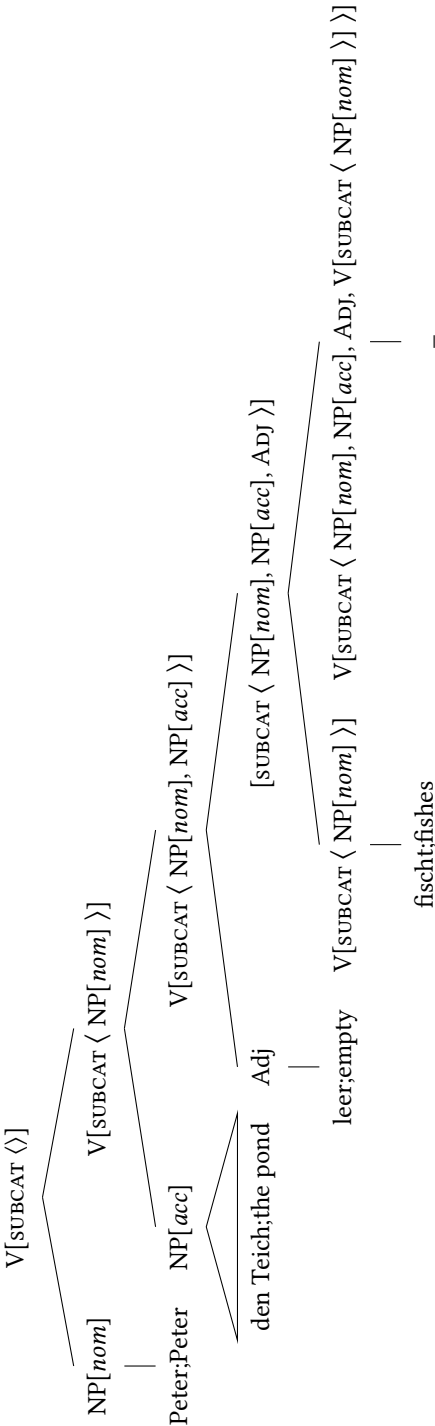 V[SUBCAT ⟨⟩]
NP[nom] V[SUBCAT ⟨ NP[nom] ⟩]
Peter;Peter NP[acc] V[SUBCAT ⟨ NP[nom], NP[acc] ⟩]
den Teich;the pond Adj [SUBCAT ⟨ NP[nom], NP[acc], ADJ ⟩]
leer;empty V[SUBCAT ⟨ NP[nom] ⟩] V[SUBCAT ⟨ NP[nom], NP[acc], ADJ, V[SUBCAT ⟨ NP[nom] ⟩] ⟩]
fischt;fishes _